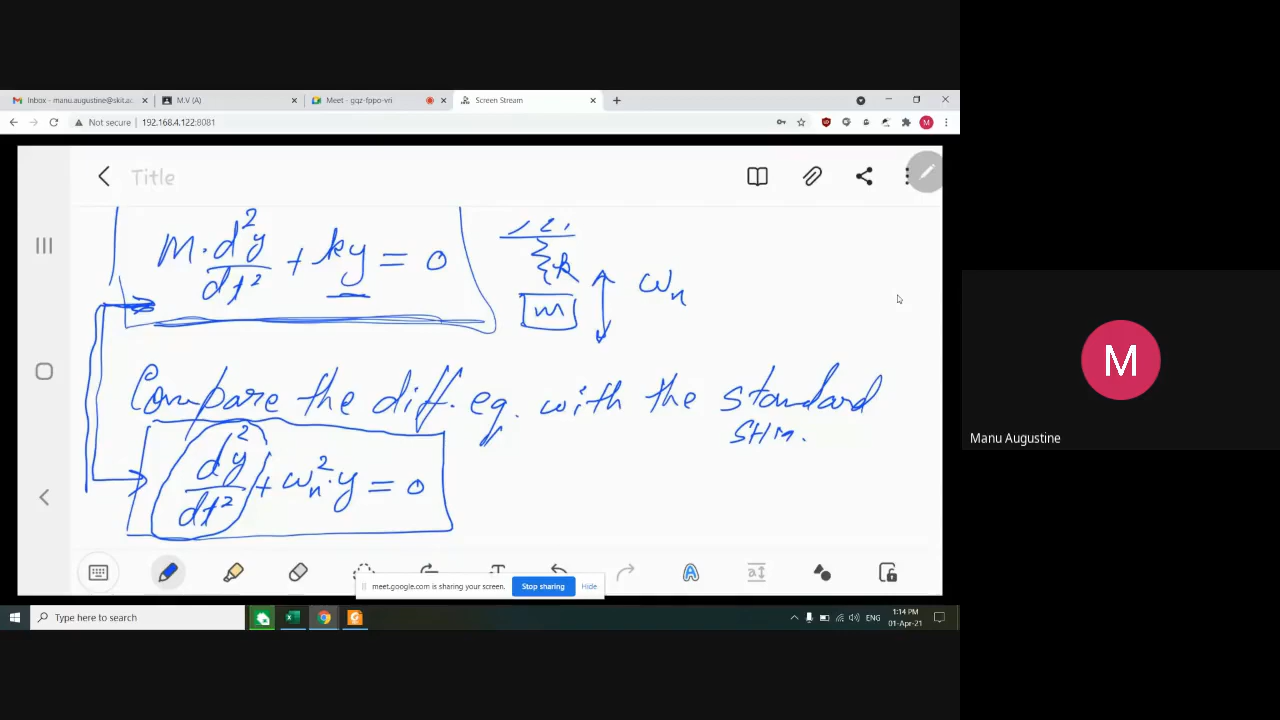 Inbox - manu.augustine@skit.ac
M.V (A)
Meet - gqz-fppo-vri
Screen Stream
Not secure | 192.168.4.122:8081
Title
M. d²y/dt² + ky = 0
k
m
ωn
Compare the diff. eq. with the standard
SHM.
d²y/dt² + ωn². y = 0
meet.google.com is sharing your screen.
Stop sharing
Hide
Type here to search
ENG
1:14 PM
01-Apr-21
M
Manu Augustine